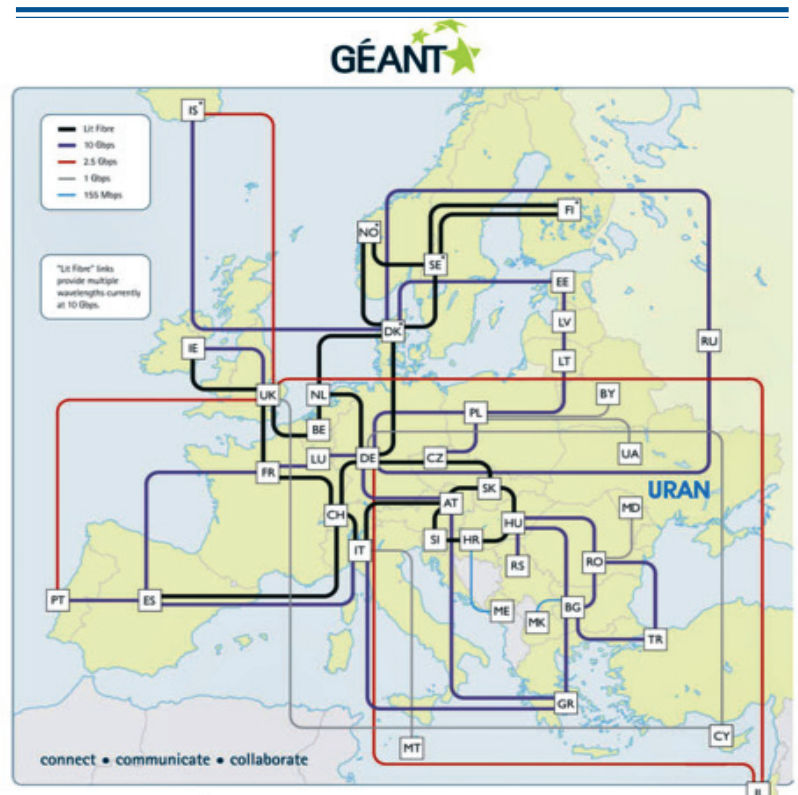 GÉANT
IS*
Lit Fibre
10 Gbps
2.5 Gbps
1 Gbps
155 Mbps
NO*
FI*
"Lit Fibre" links
provide multiple
wavelengths currently
at 10 Gbps.
SE*
EE
LV
DK*
IE
RU
LT
UK
NL
BY
PL
BE
UA
LU
DE
CZ
FR
URAN
SK
AT
MD
CH
HU
SI
HR
IT
RO
RS
PT
ES
ME
MK
BG
TR
GR
CY
MT
connect • communicate • collaborate
IL